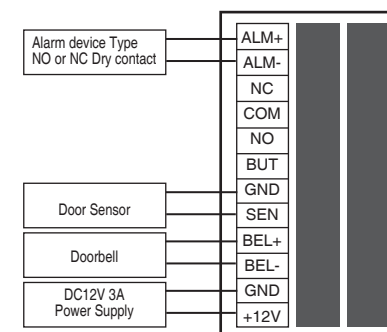 Alarm device Type
NO or NC Dry contact
Door Sensor
Doorbell
DC12V 3A
Power Supply
ALM+
ALM-
NC
COM
NO
BUT
GND
SEN
BEL+
BEL-
GND
+12V